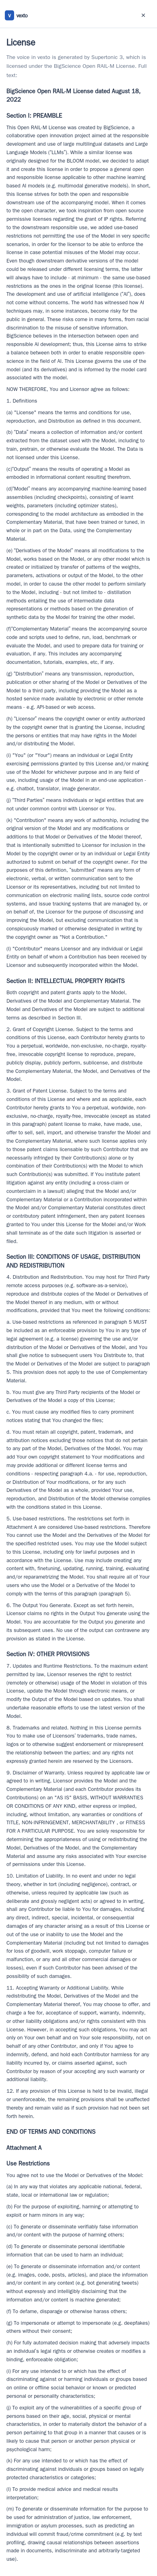 V vexto ×
License
The voice in vexto is generated by Supertonic 3, which is
licensed under the BigScience Open RAIL-M License. Full
text:
BigScience Open RAIL-M License dated August 18,
2022
Section I: PREAMBLE
This Open RAIL-M License was created by BigScience, a
collaborative open innovation project aimed at the responsible
development and use of large multilingual datasets and Large
Language Models ("LLMs"). While a similar license was
originally designed for the BLOOM model, we decided to adapt
it and create this license in order to propose a general open
and responsible license applicable to other machine learning
based AI models (e.g. multimodal generative models). In short,
this license strives for both the open and responsible
downstream use of the accompanying model. When it comes
to the open character, we took inspiration from open source
permissive licenses regarding the grant of IP rights. Referring
to the downstream responsible use, we added use-based
restrictions not permitting the use of the Model in very specific
scenarios, in order for the licensor to be able to enforce the
license in case potential misuses of the Model may occur.
Even though downstream derivative versions of the model
could be released under different licensing terms, the latter
will always have to include - at minimum - the same use-based
restrictions as the ones in the original license (this license).
The development and use of artificial intelligence ("AI"), does
not come without concerns. The world has witnessed how AI
techniques may, in some instances, become risky for the
public in general. These risks come in many forms, from racial
discrimination to the misuse of sensitive information.
BigScience believes in the intersection between open and
responsible AI development; thus, this License aims to strike
a balance between both in order to enable responsible open
science in the field of AI. This License governs the use of the
model (and its derivatives) and is informed by the model card
associated with the model.
NOW THEREFORE, You and Licensor agree as follows:
1. Definitions
(a) "License" means the terms and conditions for use,
reproduction, and Distribution as defined in this document.
(b) "Data" means a collection of information and/or content
extracted from the dataset used with the Model, including to
train, pretrain, or otherwise evaluate the Model. The Data is
not licensed under this License.
(c)"Output" means the results of operating a Model as
embodied in informational content resulting therefrom.
(d)"Model" means any accompanying machine-learning based
assemblies (including checkpoints), consisting of learnt
weights, parameters (including optimizer states),
corresponding to the model architecture as embodied in the
Complementary Material, that have been trained or tuned, in
whole or in part on the Data, using the Complementary
Material.
(e) "Derivatives of the Model" means all modifications to the
Model, works based on the Model, or any other model which is
created or initialized by transfer of patterns of the weights,
parameters, activations or output of the Model, to the other
model, in order to cause the other model to perform similarly
to the Model, including - but not limited to - distillation
methods entailing the use of intermediate data
representations or methods based on the generation of
synthetic data by the Model for training the other model.
(f)"Complementary Material" means the accompanying source
code and scripts used to define, run, load, benchmark or
evaluate the Model, and used to prepare data for training or
evaluation, if any. This includes any accompanying
documentation, tutorials, examples, etc, if any.
(g) "Distribution" means any transmission, reproduction,
publication or other sharing of the Model or Derivatives of the
Model to a third party, including providing the Model as a
hosted service made available by electronic or other remote
means - e.g. API-based or web access.
(h) "Licensor" means the copyright owner or entity authorized
by the copyright owner that is granting the License, including
the persons or entities that may have rights in the Model
and/or distributing the Model.
(i) "You" (or "Your") means an individual or Legal Entity
exercising permissions granted by this License and/or making
use of the Model for whichever purpose and in any field of
use, including usage of the Model in an end-use application -
e.g. chatbot, translator, image generator.
(j) "Third Parties" means individuals or legal entities that are
not under common control with Licensor or You.
(k) "Contribution" means any work of authorship, including the
original version of the Model and any modifications or
additions to that Model or Derivatives of the Model thereof,
that is intentionally submitted to Licensor for inclusion in the
Model by the copyright owner or by an individual or Legal Entity
authorized to submit on behalf of the copyright owner. For the
purposes of this definition, "submitted" means any form of
electronic, verbal, or written communication sent to the
Licensor or its representatives, including but not limited to
communication on electronic mailing lists, source code control
systems, and issue tracking systems that are managed by, or
on behalf of, the Licensor for the purpose of discussing and
improving the Model, but excluding communication that is
conspicuously marked or otherwise designated in writing by
the copyright owner as "Not a Contribution."
(l) "Contributor" means Licensor and any individual or Legal
Entity on behalf of whom a Contribution has been received by
Licensor and subsequently incorporated within the Model.
Section II: INTELLECTUAL PROPERTY RIGHTS
Both copyright and patent grants apply to the Model,
Derivatives of the Model and Complementary Material. The
Model and Derivatives of the Model are subject to additional
terms as described in Section III.
2. Grant of Copyright License. Subject to the terms and
conditions of this License, each Contributor hereby grants to
You a perpetual, worldwide, non-exclusive, no-charge, royalty-
free, irrevocable copyright license to reproduce, prepare,
publicly display, publicly perform, sublicense, and distribute
the Complementary Material, the Model, and Derivatives of the
Model.
3. Grant of Patent License. Subject to the terms and
conditions of this License and where and as applicable, each
Contributor hereby grants to You a perpetual, worldwide, non-
exclusive, no-charge, royalty-free, irrevocable (except as stated
in this paragraph) patent license to make, have made, use,
offer to sell, sell, import, and otherwise transfer the Model and
the Complementary Material, where such license applies only
to those patent claims licensable by such Contributor that are
necessarily infringed by their Contribution(s) alone or by
combination of their Contribution(s) with the Model to which
such Contribution(s) was submitted. If You institute patent
litigation against any entity (including a cross-claim or
counterclaim in a lawsuit) alleging that the Model and/or
Complementary Material or a Contribution incorporated within
the Model and/or Complementary Material constitutes direct
or contributory patent infringement, then any patent licenses
granted to You under this License for the Model and/or Work
shall terminate as of the date such litigation is asserted or
filed.
Section III: CONDITIONS OF USAGE, DISTRIBUTION
AND REDISTRIBUTION
4. Distribution and Redistribution. You may host for Third Party
remote access purposes (e.g. software-as-a-service),
reproduce and distribute copies of the Model or Derivatives of
the Model thereof in any medium, with or without
modifications, provided that You meet the following conditions:
a. Use-based restrictions as referenced in paragraph 5 MUST
be included as an enforceable provision by You in any type of
legal agreement (e.g. a license) governing the use and/or
distribution of the Model or Derivatives of the Model, and You
shall give notice to subsequent users You Distribute to, that
the Model or Derivatives of the Model are subject to paragraph
5. This provision does not apply to the use of Complementary
Material.
b. You must give any Third Party recipients of the Model or
Derivatives of the Model a copy of this License;
c. You must cause any modified files to carry prominent
notices stating that You changed the files;
d. You must retain all copyright, patent, trademark, and
attribution notices excluding those notices that do not pertain
to any part of the Model, Derivatives of the Model. You may
add Your own copyright statement to Your modifications and
may provide additional or different license terms and
conditions - respecting paragraph 4.a. - for use, reproduction,
or Distribution of Your modifications, or for any such
Derivatives of the Model as a whole, provided Your use,
reproduction, and Distribution of the Model otherwise complies
with the conditions stated in this License.
5. Use-based restrictions. The restrictions set forth in
Attachment A are considered Use-based restrictions. Therefore
You cannot use the Model and the Derivatives of the Model for
the specified restricted uses. You may use the Model subject
to this License, including only for lawful purposes and in
accordance with the License. Use may include creating any
content with, finetuning, updating, running, training, evaluating
and/or reparametrizing the Model. You shall require all of Your
users who use the Model or a Derivative of the Model to
comply with the terms of this paragraph (paragraph 5).
6. The Output You Generate. Except as set forth herein,
Licensor claims no rights in the Output You generate using the
Model. You are accountable for the Output you generate and
its subsequent uses. No use of the output can contravene any
provision as stated in the License.
Section IV: OTHER PROVISIONS
7. Updates and Runtime Restrictions. To the maximum extent
permitted by law, Licensor reserves the right to restrict
(remotely or otherwise) usage of the Model in violation of this
License, update the Model through electronic means, or
modify the Output of the Model based on updates. You shall
undertake reasonable efforts to use the latest version of the
Model.
8. Trademarks and related. Nothing in this License permits
You to make use of Licensors' trademarks, trade names,
logos or to otherwise suggest endorsement or misrepresent
the relationship between the parties; and any rights not
expressly granted herein are reserved by the Licensors.
9. Disclaimer of Warranty. Unless required by applicable law or
agreed to in writing, Licensor provides the Model and the
Complementary Material (and each Contributor provides its
Contributions) on an "AS IS" BASIS, WITHOUT WARRANTIES
OR CONDITIONS OF ANY KIND, either express or implied,
including, without limitation, any warranties or conditions of
TITLE, NON-INFRINGEMENT, MERCHANTABILITY, or FITNESS
FOR A PARTICULAR PURPOSE. You are solely responsible for
determining the appropriateness of using or redistributing the
Model, Derivatives of the Model, and the Complementary
Material and assume any risks associated with Your exercise
of permissions under this License.
10. Limitation of Liability. In no event and under no legal
theory, whether in tort (including negligence), contract, or
otherwise, unless required by applicable law (such as
deliberate and grossly negligent acts) or agreed to in writing,
shall any Contributor be liable to You for damages, including
any direct, indirect, special, incidental, or consequential
damages of any character arising as a result of this License or
out of the use or inability to use the Model and the
Complementary Material (including but not limited to damages
for loss of goodwill, work stoppage, computer failure or
malfunction, or any and all other commercial damages or
losses), even if such Contributor has been advised of the
possibility of such damages.
11. Accepting Warranty or Additional Liability. While
redistributing the Model, Derivatives of the Model and the
Complementary Material thereof, You may choose to offer, and
charge a fee for, acceptance of support, warranty, indemnity,
or other liability obligations and/or rights consistent with this
License. However, in accepting such obligations, You may act
only on Your own behalf and on Your sole responsibility, not on
behalf of any other Contributor, and only if You agree to
indemnify, defend, and hold each Contributor harmless for any
liability incurred by, or claims asserted against, such
Contributor by reason of your accepting any such warranty or
additional liability.
12. If any provision of this License is held to be invalid, illegal
or unenforceable, the remaining provisions shall be unaffected
thereby and remain valid as if such provision had not been set
forth herein.
END OF TERMS AND CONDITIONS
Attachment A
Use Restrictions
You agree not to use the Model or Derivatives of the Model:
(a) In any way that violates any applicable national, federal,
state, local or international law or regulation;
(b) For the purpose of exploiting, harming or attempting to
exploit or harm minors in any way;
(c) To generate or disseminate verifiably false information
and/or content with the purpose of harming others;
(d) To generate or disseminate personal identifiable
information that can be used to harm an individual;
(e) To generate or disseminate information and/or content
(e.g. images, code, posts, articles), and place the information
and/or content in any context (e.g. bot generating tweets)
without expressly and intelligibly disclaiming that the
information and/or content is machine generated;
(f) To defame, disparage or otherwise harass others;
(g) To impersonate or attempt to impersonate (e.g. deepfakes)
others without their consent;
(h) For fully automated decision making that adversely impacts
an individual's legal rights or otherwise creates or modifies a
binding, enforceable obligation;
(i) For any use intended to or which has the effect of
discriminating against or harming individuals or groups based
on online or offline social behavior or known or predicted
personal or personality characteristics;
(j) To exploit any of the vulnerabilities of a specific group of
persons based on their age, social, physical or mental
characteristics, in order to materially distort the behavior of a
person pertaining to that group in a manner that causes or is
likely to cause that person or another person physical or
psychological harm;
(k) For any use intended to or which has the effect of
discriminating against individuals or groups based on legally
protected characteristics or categories;
(l) To provide medical advice and medical results
interpretation;
(m) To generate or disseminate information for the purpose to
be used for administration of justice, law enforcement,
immigration or asylum processes, such as predicting an
individual will commit fraud/crime commitment (e.g. by text
profiling, drawing causal relationships between assertions
made in documents, indiscriminate and arbitrarily targeted
use).